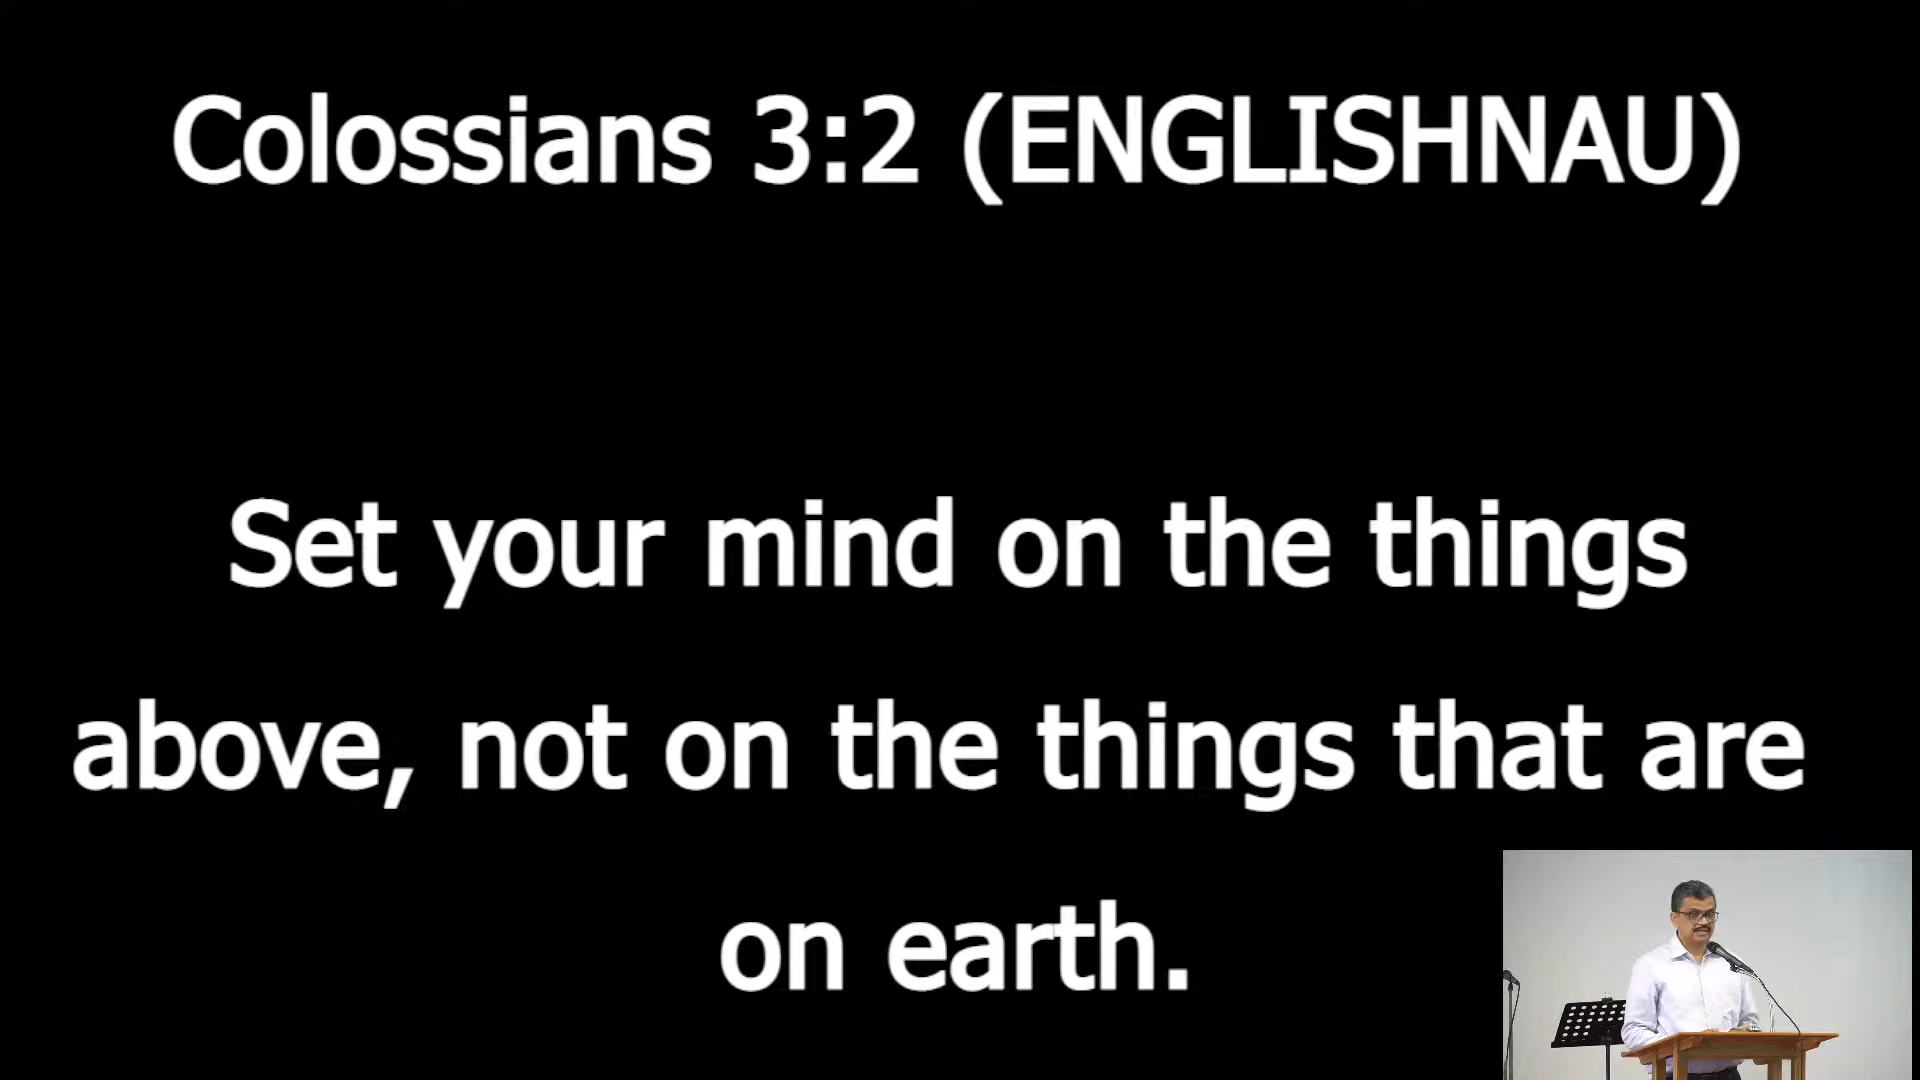 Colossians 3:2 (ENGLISHNAU)
Set your mind on the things
above, not on the things that are
on earth.